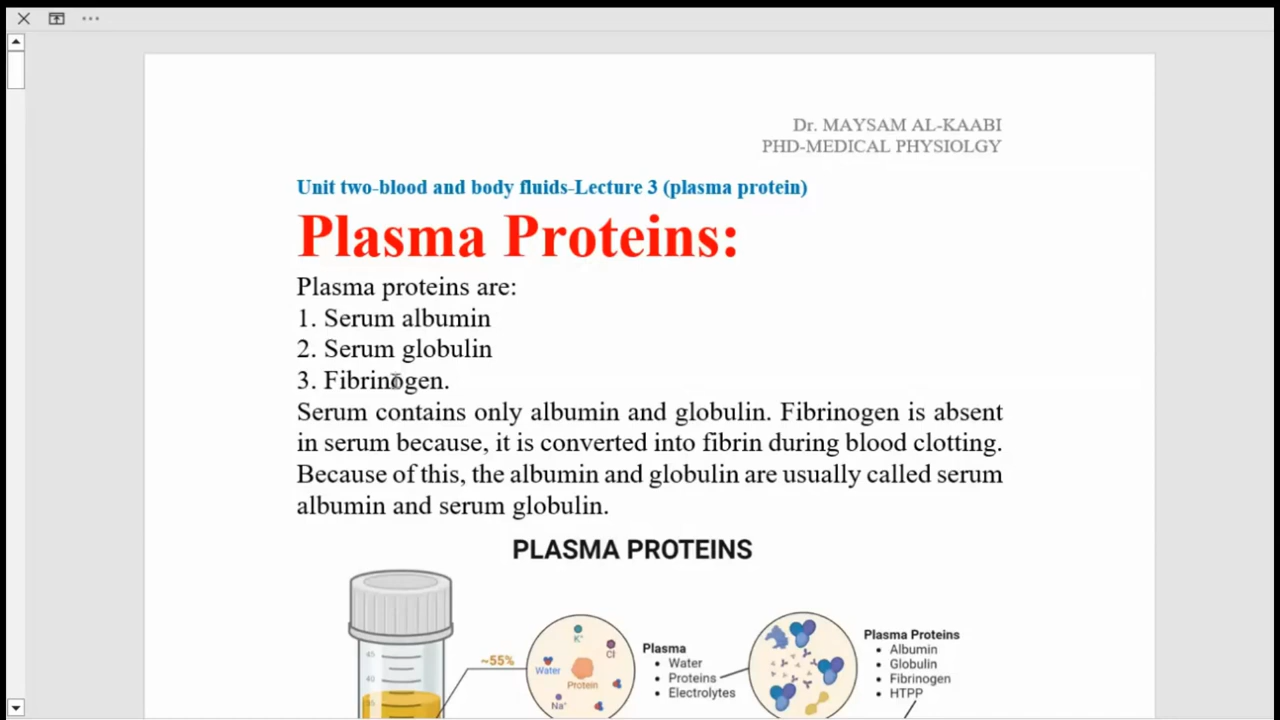 Dr. MAYSAM AL-KAABI
PHD-MEDICAL PHYSIOLGY
Unit two-blood and body fluids-Lecture 3 (plasma protein)
Plasma Proteins:
Plasma proteins are:
1. Serum albumin
2. Serum globulin
3. Fibrinogen.
Serum contains only albumin and globulin. Fibrinogen is absent
in serum because, it is converted into fibrin during blood clotting.
Because of this, the albumin and globulin are usually called serum
albumin and serum globulin.
PLASMA PROTEINS
45
40
35
~55%
K⁺
Cl
Water
Protein
Na⁺
Plasma
• Water
• Proteins
• Electrolytes
Plasma Proteins
• Albumin
• Globulin
• Fibrinogen
• HTPP